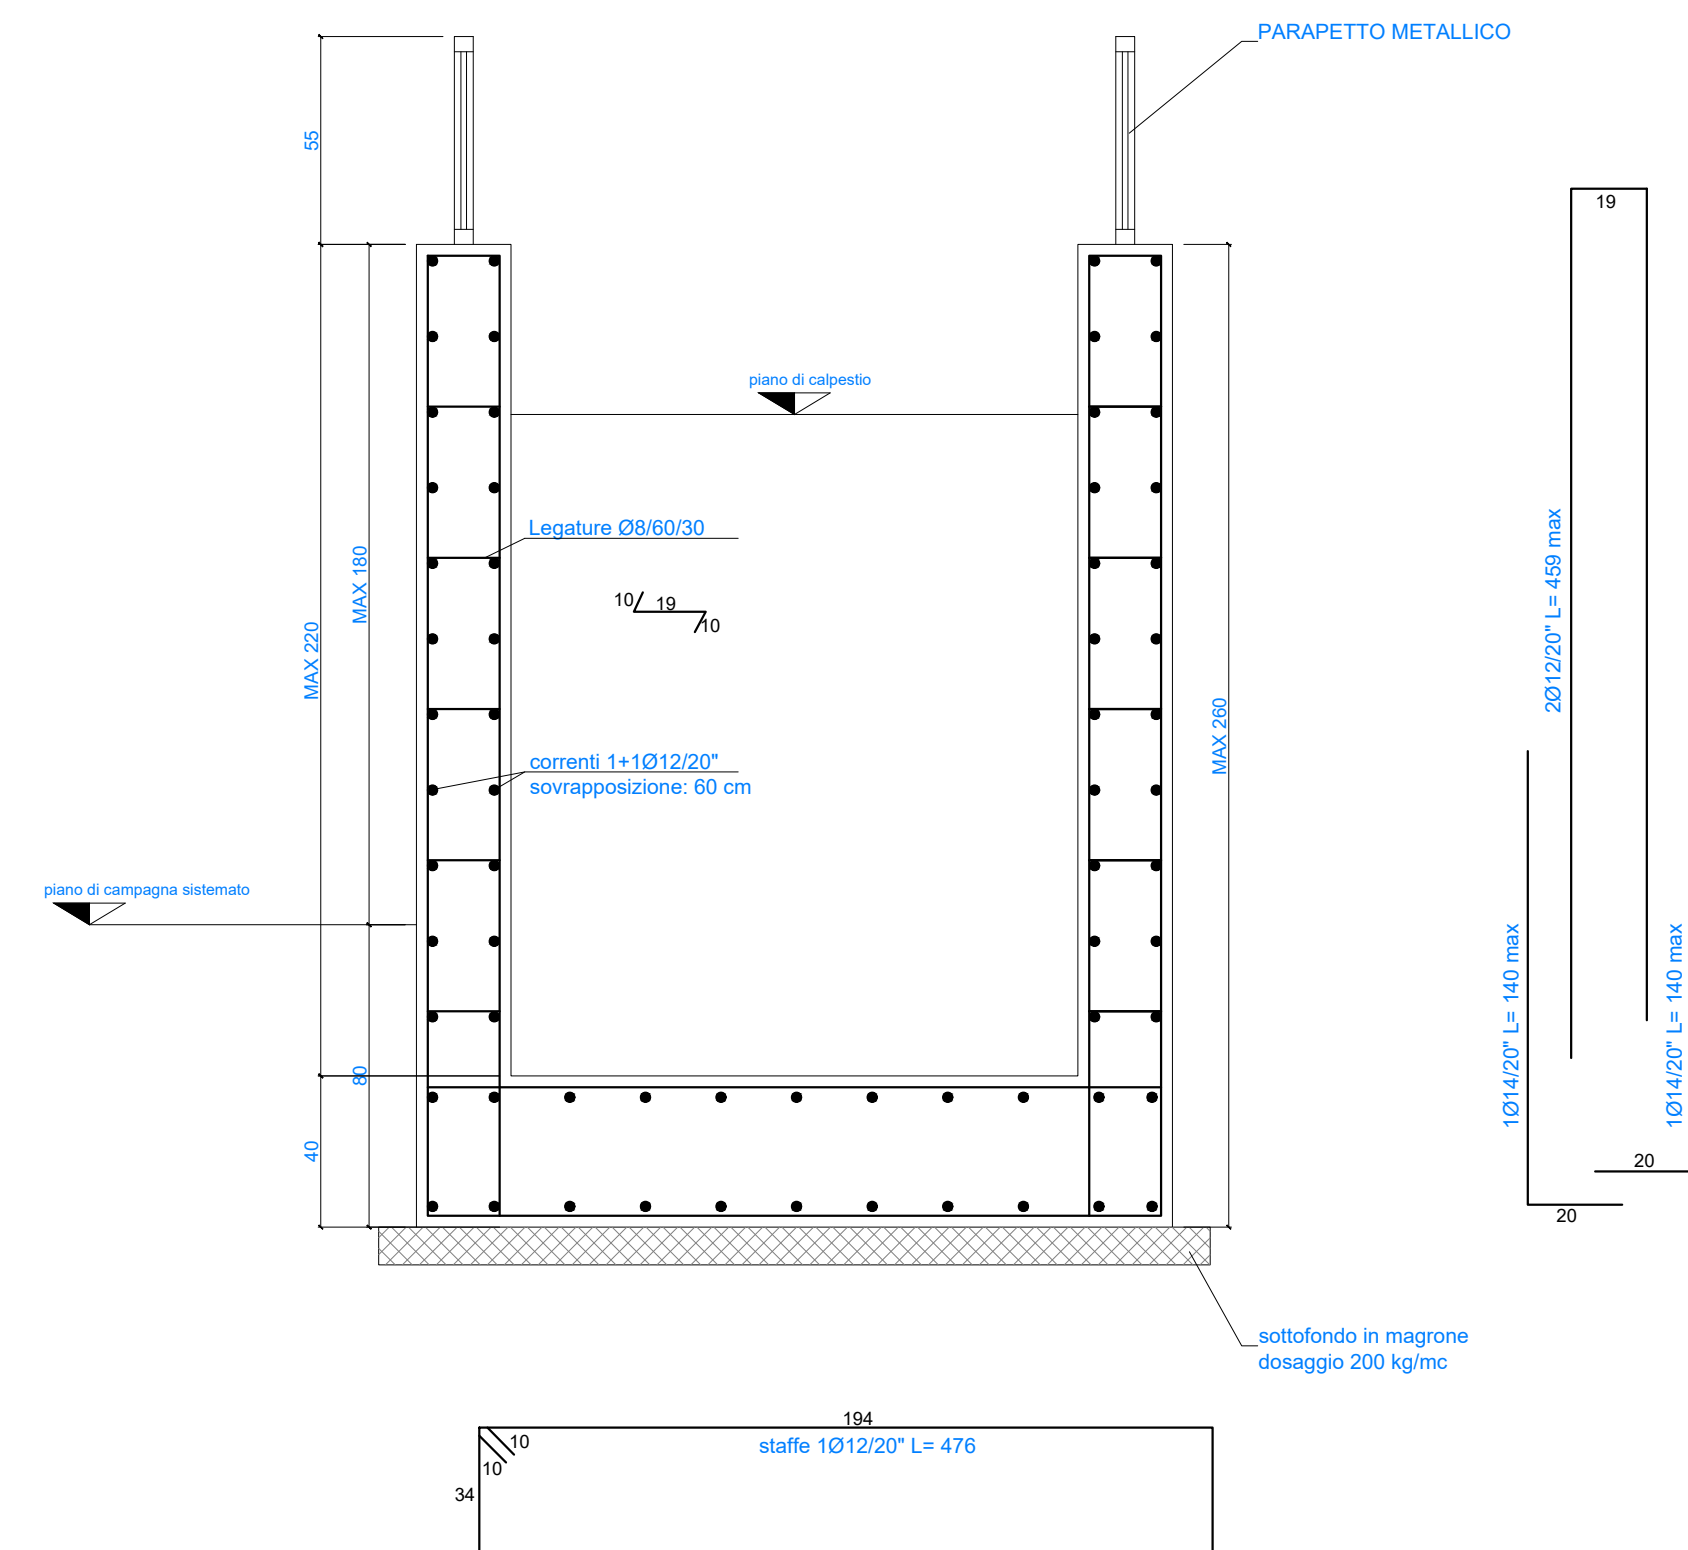 PARAPETTO METALLICO
55
19
piano di calpestio
Legature Ø8/60/30
MAX 180
10
19
10
MAX 220
2Ø12/20" L= 459 max
MAX 260
correnti 1+1Ø12/20"
sovrapposizione: 60 cm
piano di campagna sistemato
1Ø14/20" L= 140 max
1Ø14/20" L= 140 max
80
40
20
20
sottofondo in magrone
dosaggio 200 kg/mc
194
staffe 1Ø12/20" L= 476
10
10
34